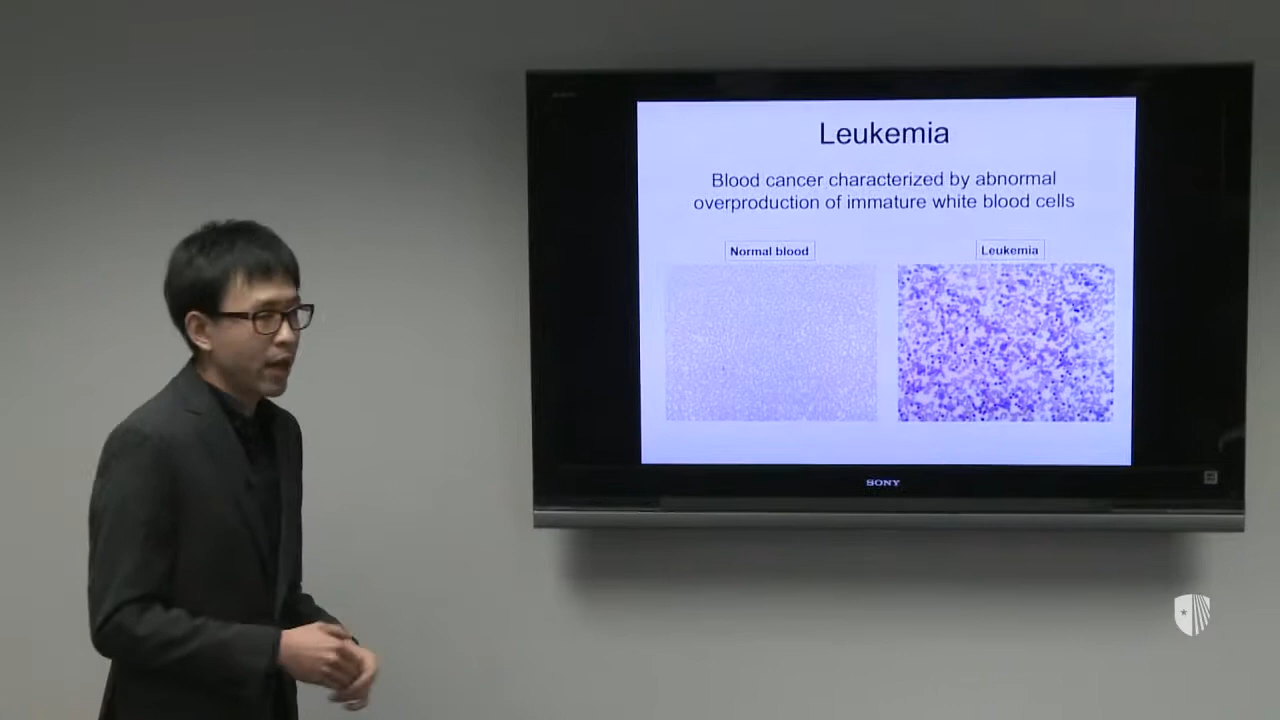 Leukemia
Blood cancer characterized by abnormal
overproduction of immature white blood cells
Normal blood
Leukemia
SONY